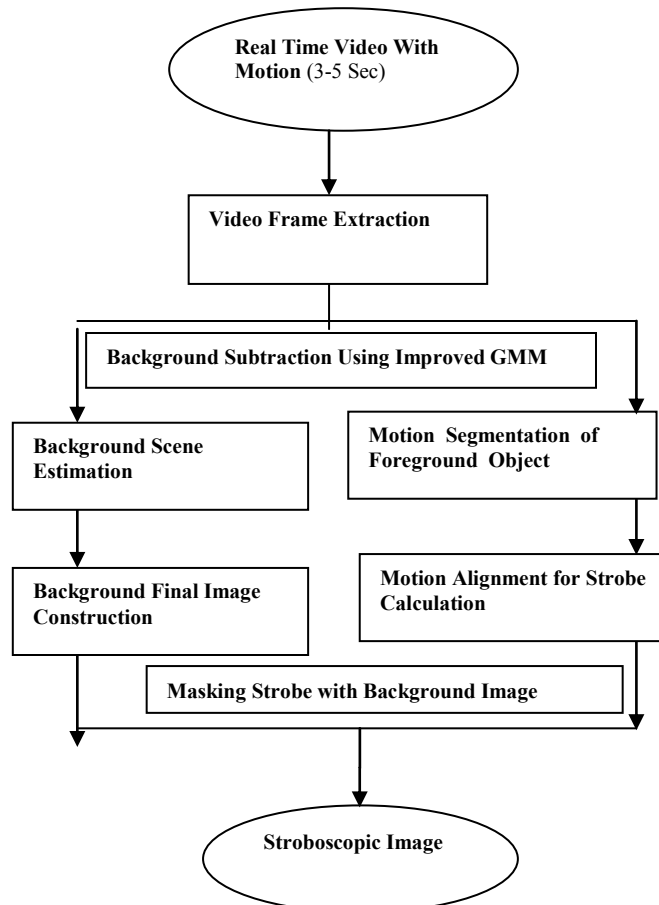 Real Time Video With
Motion (3-5 Sec)
Video Frame Extraction
Background Subtraction Using Improved GMM
Background Scene
Estimation
Motion Segmentation of
Foreground Object
Background Final Image
Construction
Motion Alignment for Strobe
Calculation
Masking Strobe with Background Image
Stroboscopic Image